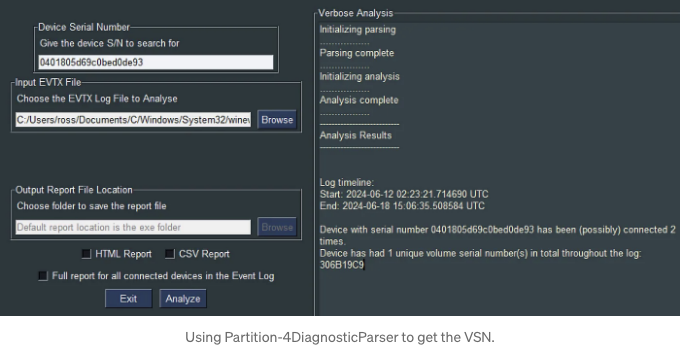 Device Serial Number
Give the device S/N to search for
0401805d69c0bed0de93
Input EVTX File
Choose the EVTX Log File to Analyse
C:/Users/ross/Documents/C/Windows/System32/winev
Browse
Output Report File Location
Choose folder to save the report file
Default report location is the exe folder
Browse
HTML Report
CSV Report
Full report for all connected devices in the Event Log
Exit
Analyze
Verbose Analysis
Initializing parsing
.................
Parsing complete
.................
Initializing analysis
.................
Analysis complete
.................
---------------------------
Analysis Results
---------------------------
Log timeline:
Start: 2024-06-12 02:23:21.714690 UTC
End: 2024-06-18 15:06:35.508584 UTC
Device with serial number 0401805d69c0bed0de93 has been (possibly) connected 2
times.
Device has had 1 unique volume serial number(s) in total throughout the log:
306B19C9
Using Partition-4DiagnosticParser to get the VSN.